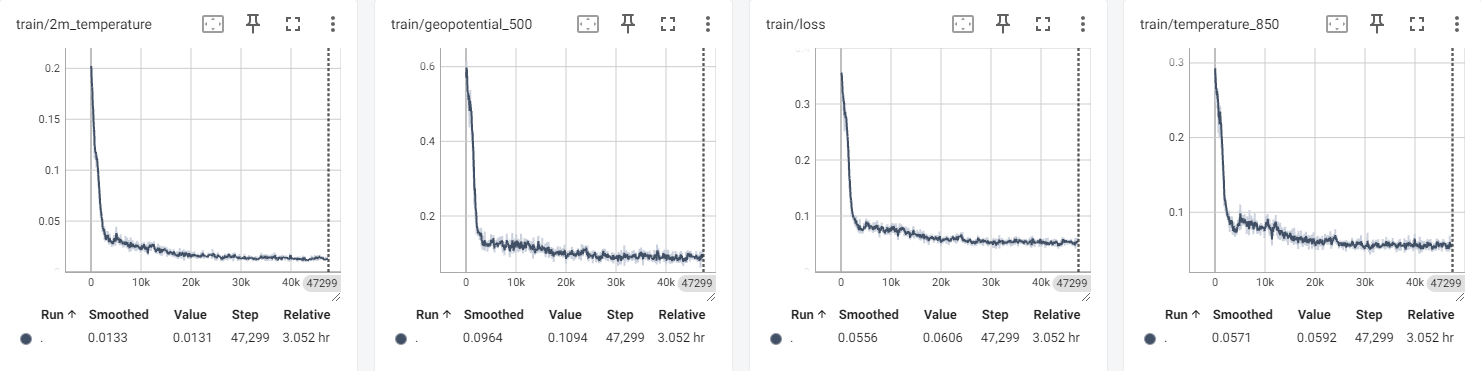 train/2m_temperature
0.2
0.15
0.1
0.05
0 10k 20k 30k 40k 47299
Run ↑ Smoothed Value Step Relative
. 0.0133 0.0131 47,299 3.052 hr
train/geopotential_500
0.6
0.4
0.2
0 10k 20k 30k 40k 47299
Run ↑ Smoothed Value Step Relative
. 0.0964 0.1094 47,299 3.052 hr
train/loss
0.3
0.2
0.1
0 10k 20k 30k 40k 47299
Run ↑ Smoothed Value Step Relative
. 0.0556 0.0606 47,299 3.052 hr
train/temperature_850
0.3
0.2
0.1
0 10k 20k 30k 40k 47299
Run ↑ Smoothed Value Step Relative
. 0.0571 0.0592 47,299 3.052 hr